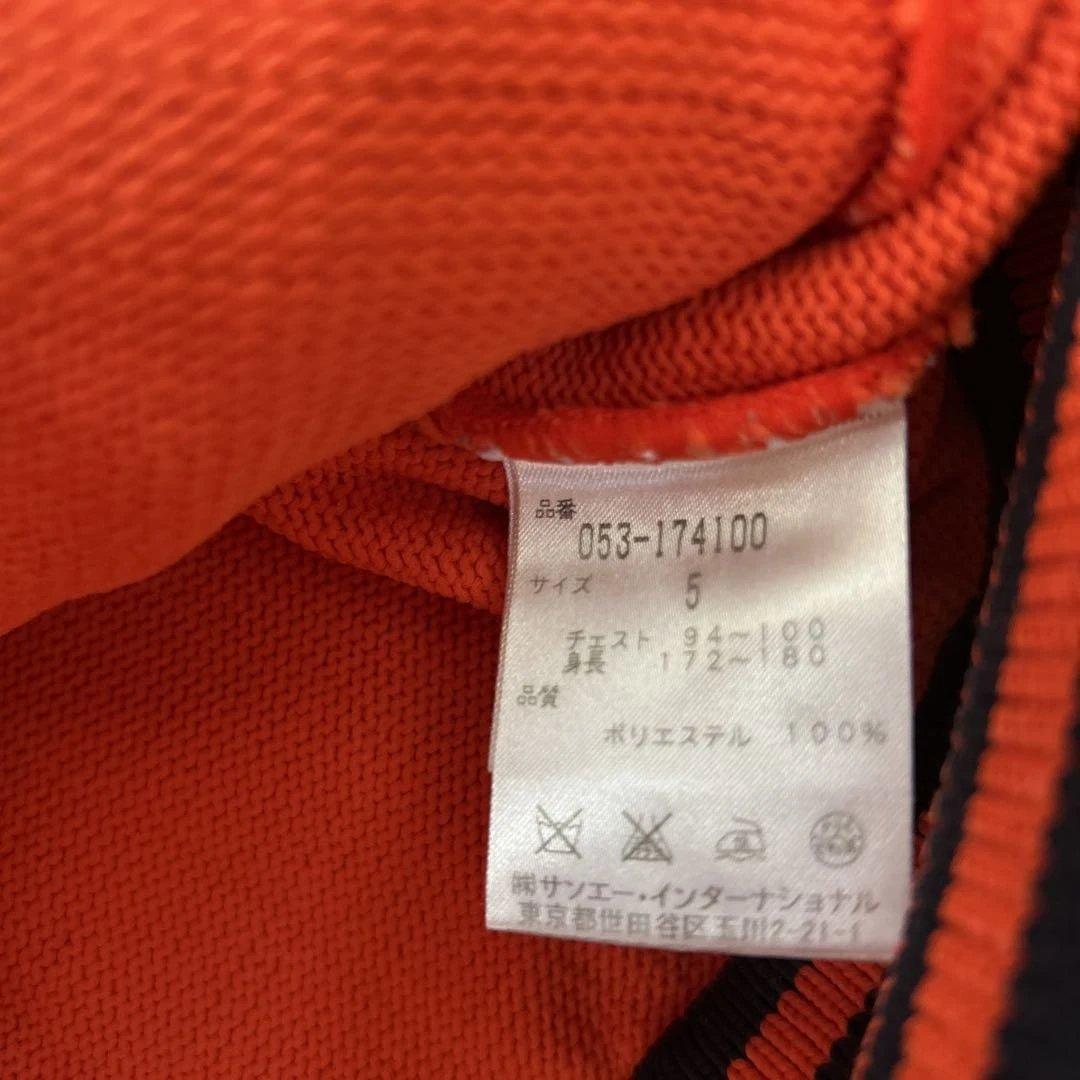 品番
053-174100
サイズ 5
チェスト 94~100
身長 172~180
品質
ポリエステル 100%
㈱サンエー・インターナショナル
東京都世田谷区玉川2-21-1